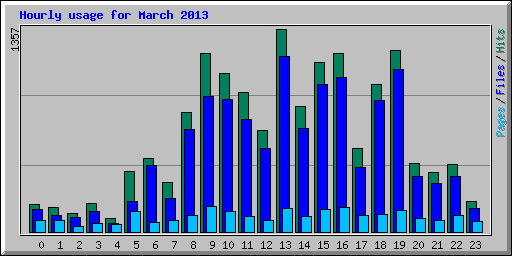 Hourly usage for March 2013
1357
Pages/Files/Hits
0 1 2 3 4 5 6 7 8 9 10 11 12 13 14 15 16 17 18 19 20 21 22 23